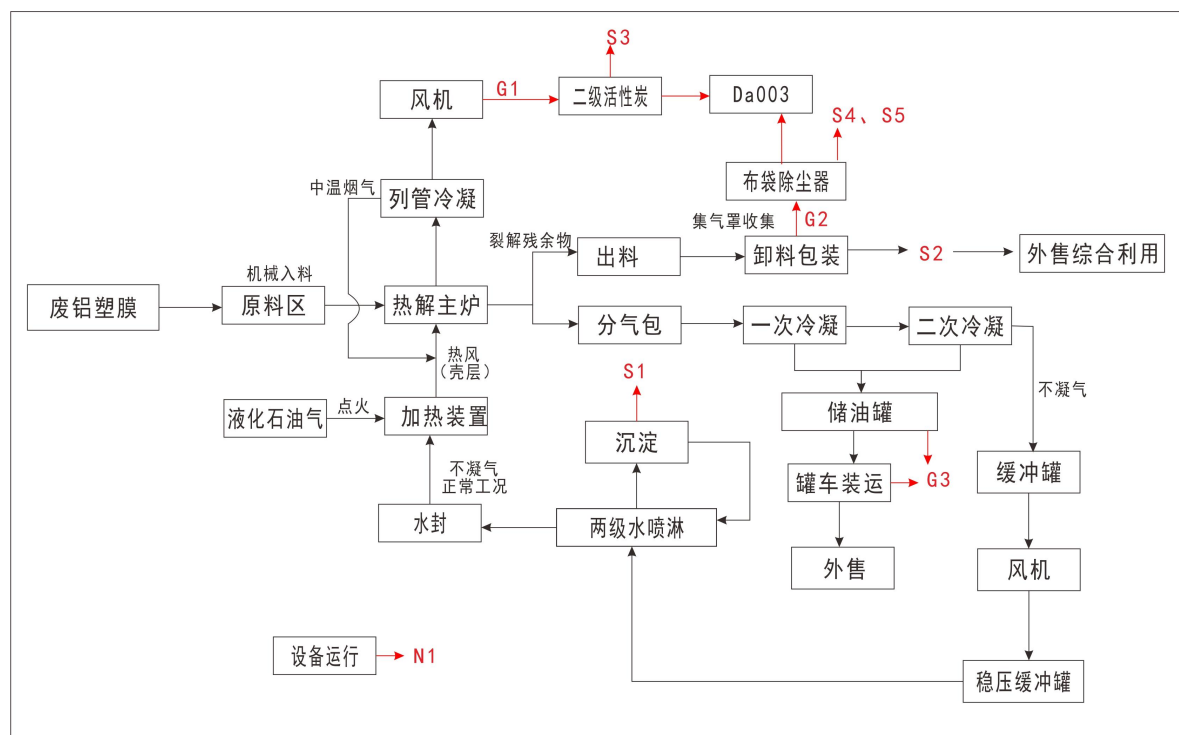 S3
风机
G1
二级活性炭
Da003
S4、S5
中温烟气
列管冷凝
布袋除尘器
裂解残余物
集气罩收集
G2
机械入料
出料
卸料包装
S2
外售综合利用
废铝塑膜
原料区
热解主炉
分气包
一次冷凝
二次冷凝
热风
（壳层）
S1
不凝气
液化石油气
点火
加热装置
储油罐
沉淀
不凝气
正常工况
罐车装运
G3
缓冲罐
水封
两级水喷淋
外售
风机
设备运行
N1
稳压缓冲罐